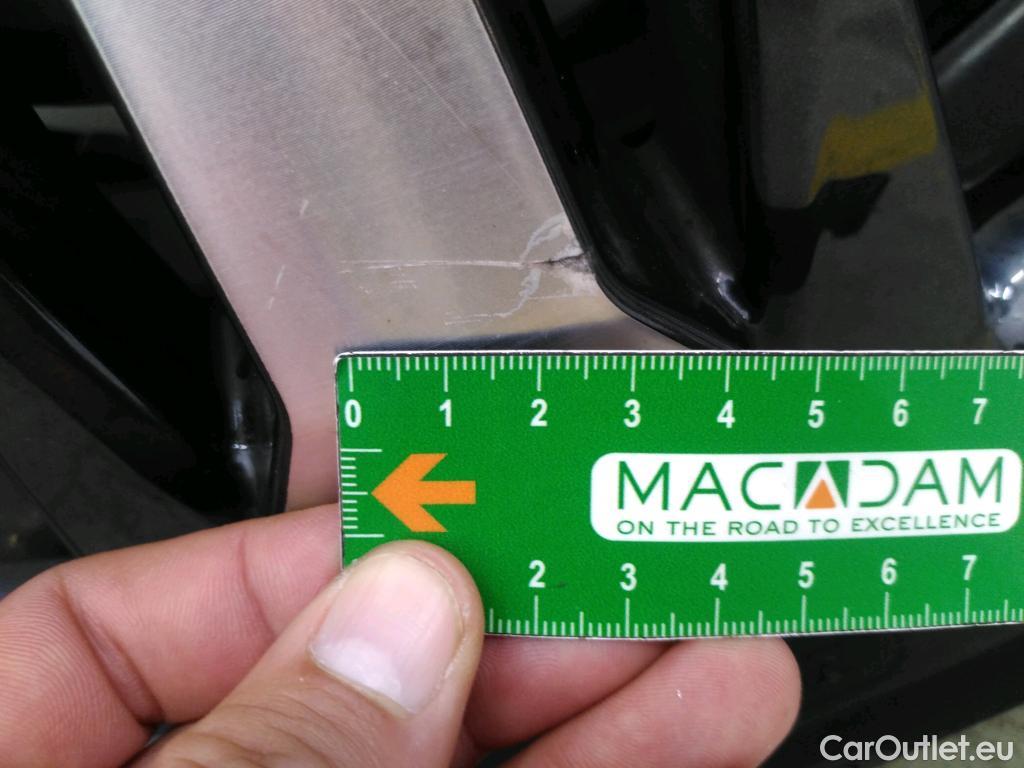 0 1 2 3 4 5 6 7
MACADAM
ON THE ROAD TO EXCELLENCE
2 3 4 5 6 7
CarOutlet.eu